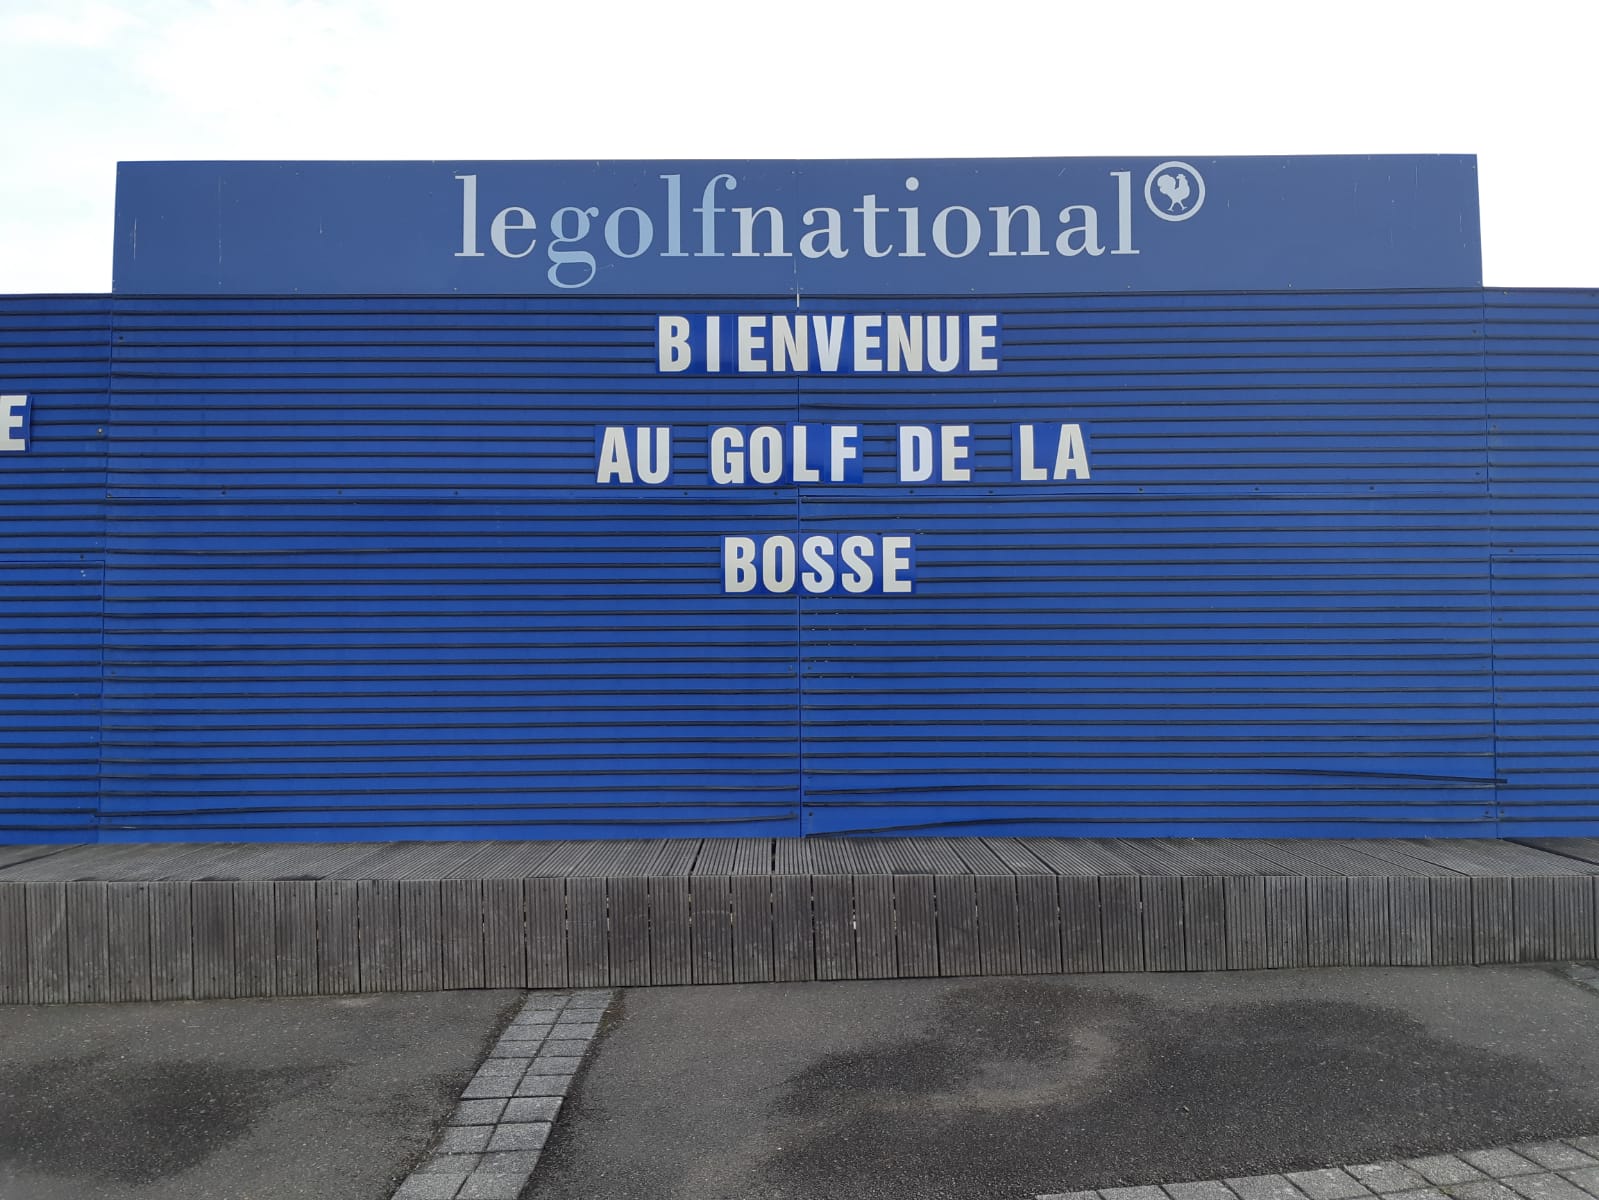 legolfnational
BIENVENUE
AU GOLF DE LA
BOSSE
E